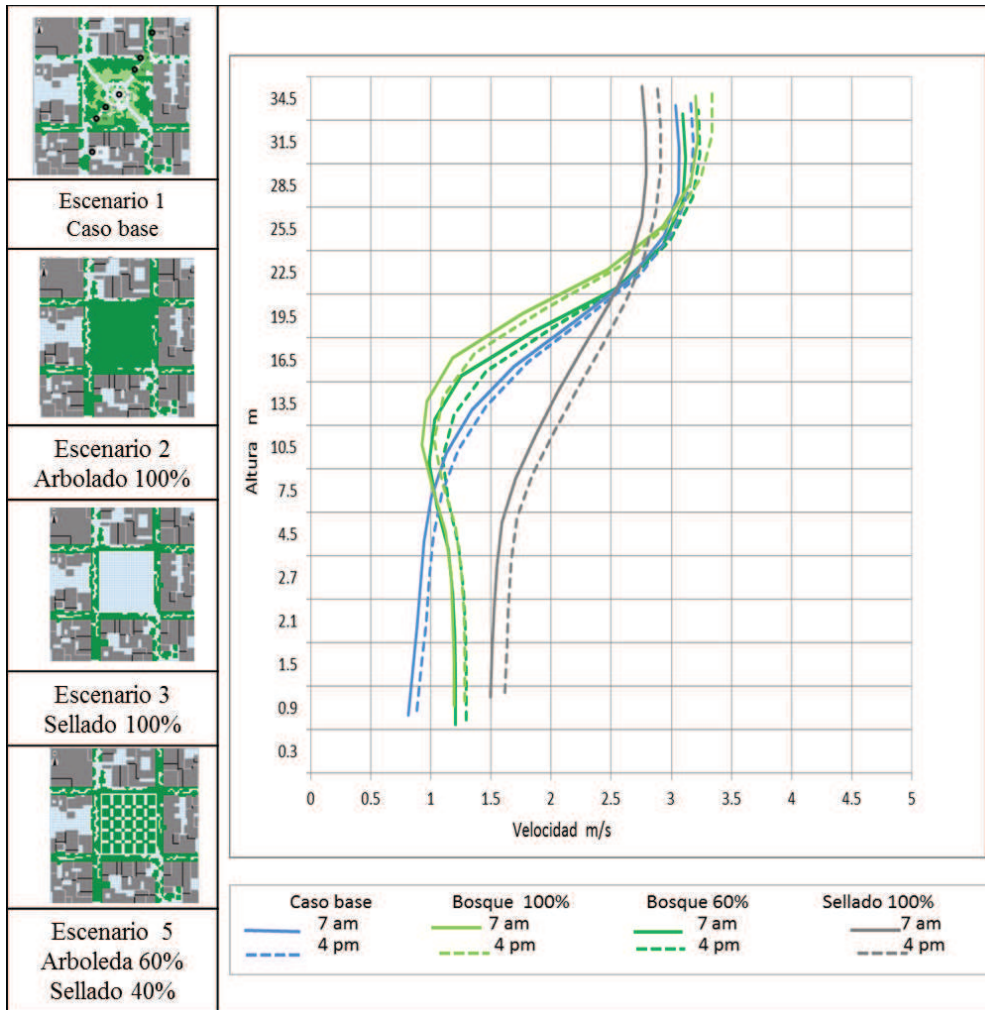 Escenario 1
Caso base
Escenario 2
Arbolado 100%
Escenario 3
Sellado 100%
Escenario 5
Arboleda 60%
Sellado 40%
Altura m
34.5
31.5
28.5
25.5
22.5
19.5
16.5
13.5
10.5
7.5
4.5
2.7
2.1
1.5
0.9
0.3
0 0.5 1 1.5 2 2.5 3 3.5 4 4.5 5
Velocidad m/s
Caso base Bosque 100% Bosque 60% Sellado 100%
7 am 7 am 7 am 7 am
4 pm 4 pm 4 pm 4 pm